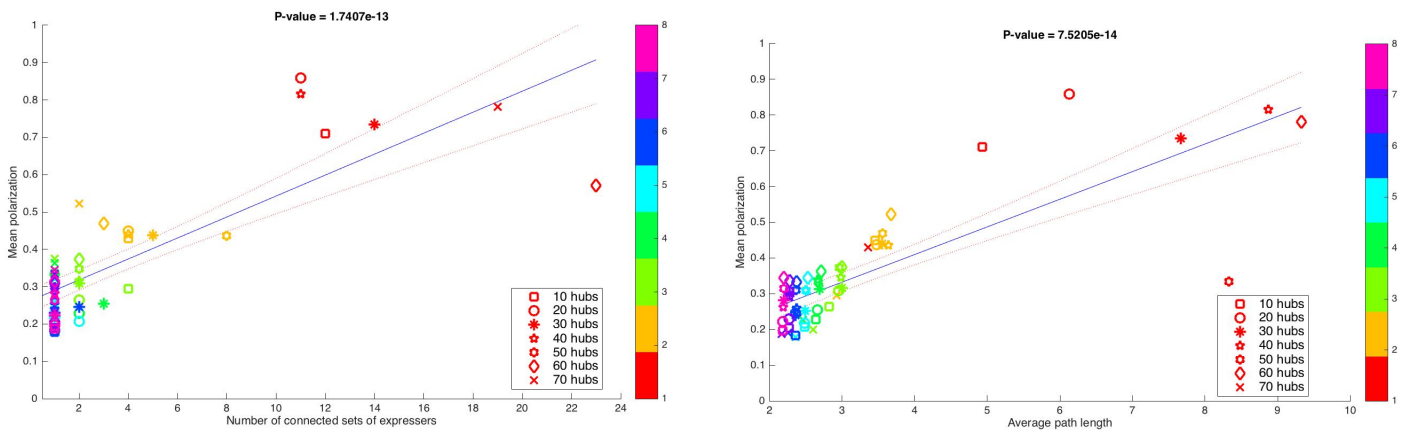 P-value = 1.7407e-13
1
0.9
0.8
0.7
0.6
0.5
0.4
0.3
0.2
0.1
0
Mean polarization
2
4
6
8
10
12
14
16
18
20
22
24
Number of connected sets of expressers
10 hubs
20 hubs
30 hubs
40 hubs
50 hubs
60 hubs
70 hubs
8
7
6
5
4
3
2
1
P-value = 7.5205e-14
1
0.9
0.8
0.7
0.6
0.5
0.4
0.3
0.2
0.1
0
Mean polarization
2
3
4
5
6
7
8
9
10
Average path length
10 hubs
20 hubs
30 hubs
40 hubs
50 hubs
60 hubs
70 hubs
8
7
6
5
4
3
2
1